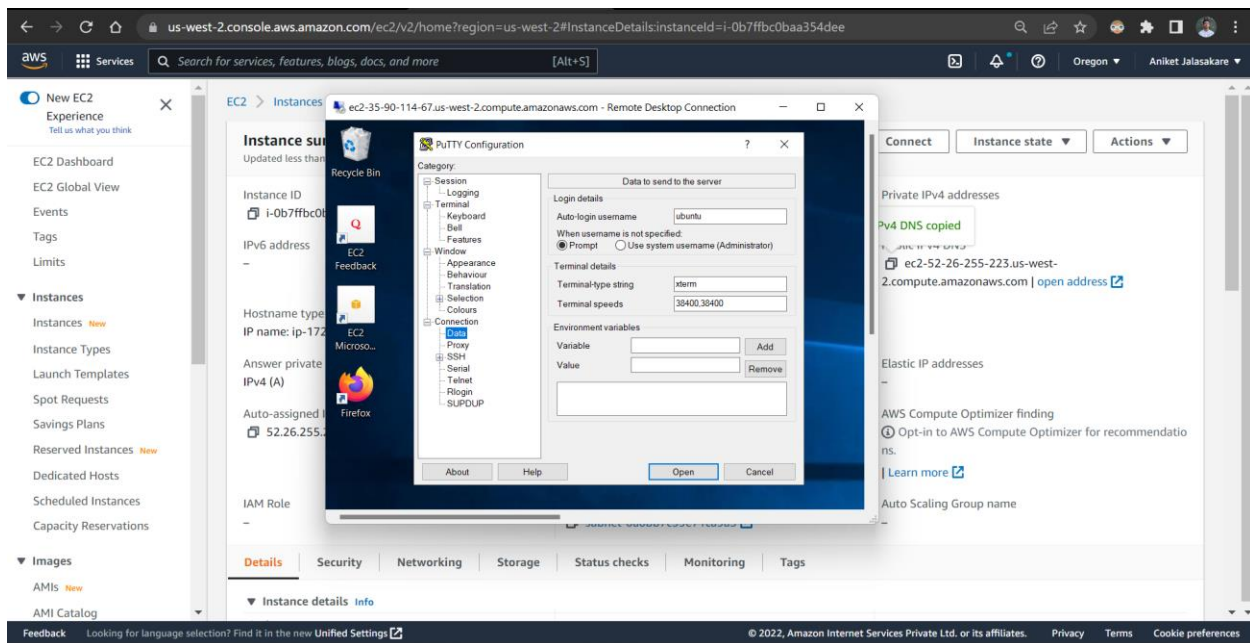 us-west-2.console.aws.amazon.com/ec2/v2/home?region=us-west-2#InstanceDetails:instanceId=i-0b7ffbc0baa354dee
aws Services Search for services, features, blogs, docs, and more [Alt+S] Oregon ▼ Aniket Jalasakare ▼
New EC2
Experience
Tell us what you think
EC2 Dashboard
EC2 Global View
Events
Tags
Limits
▼ Instances
Instances New
Instance Types
Launch Templates
Spot Requests
Savings Plans
Reserved Instances New
Dedicated Hosts
Scheduled Instances
Capacity Reservations
▼ Images
AMIs New
AMI Catalog
EC2 > Instances
Instance
Updated less than
Connect Instance state ▼ Actions ▼
Instance ID
i-0b7ffbc0
IPv6 address
–
Hostname type
IP name: ip-172
Answer private
IPv4 (A)
Auto-assigned
52.26.255.
IAM Role
–
Private IPv4 addresses
Pv4 DNS copied
ec2-52-26-255-223.us-west-
2.compute.amazonaws.com | open address
Elastic IP addresses
–
AWS Compute Optimizer finding
Opt-in to AWS Compute Optimizer for recommendatio
ns.
| Learn more
Auto Scaling Group name
–
ec2-35-90-114-67.us-west-2.compute.amazonaws.com - Remote Desktop Connection
Recycle Bin
EC2
Feedback
EC2
Microso...
Firefox
PuTTY Configuration ? X
Category:
Session
Logging
Terminal
Keyboard
Bell
Features
Window
Appearance
Behaviour
Translation
Selection
Colours
Connection
Data
Proxy
SSH
Serial
Telnet
Rlogin
SUPDUP
Data to send to the server
Login details
Auto-login username ubuntu
When username is not specified:
Prompt Use system username (Administrator)
Terminal details
Terminal-type string xterm
Terminal speeds 38400,38400
Environment variables
Variable Add
Value Remove
About Help Open Cancel
Details Security Networking Storage Status checks Monitoring Tags
▼ Instance details Info
Feedback Looking for language selection? Find it in the new Unified Settings © 2022, Amazon Internet Services Private Ltd. or its affiliates. Privacy Terms Cookie preferences